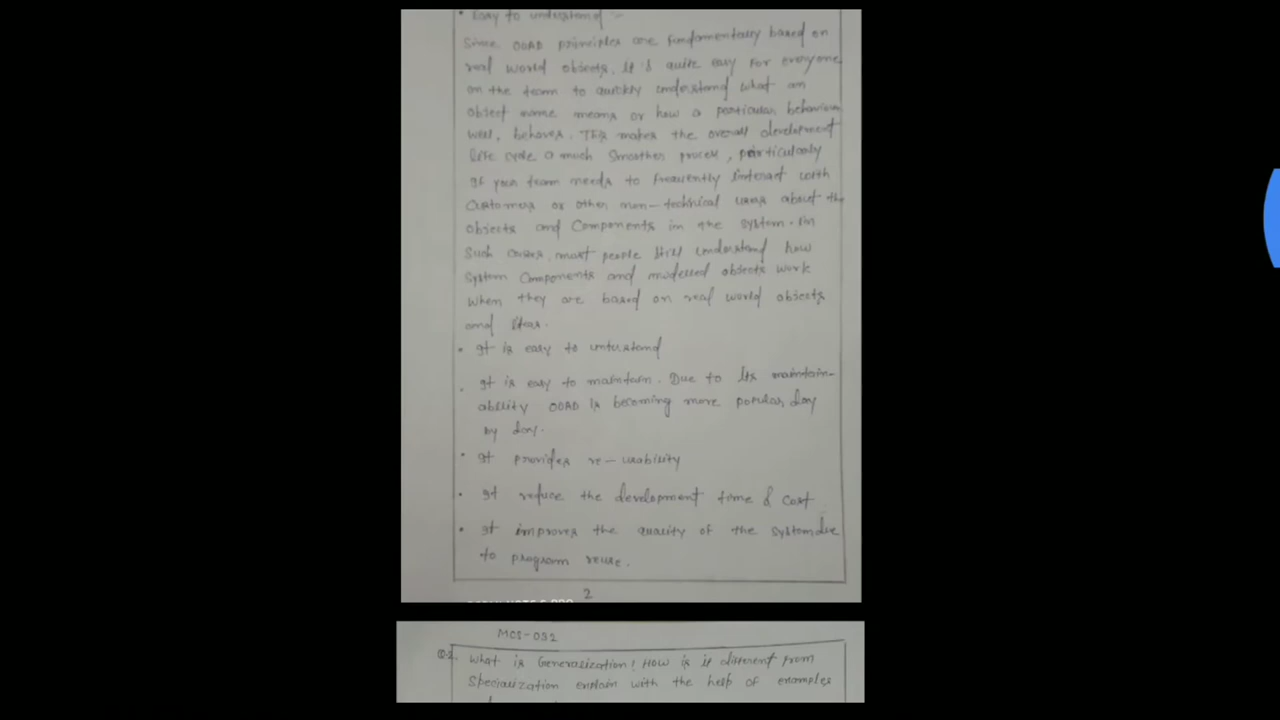 • Easy to understand
Since OOAD principles are fundamentally based on
real world objects, it's quite easy for everyone
on the team to quickly understand what an
object name means or how a particular behaviour
well, behaves. This makes the overall development
life cycle a much smoother process, particularly
if your team needs to frequently interact with
customers or other non-technical users about the
objects and components in the system. In
such cases, most people still understand how
system components and modelled objects work
when they are based on real world objects
and ideas.
• It is easy to understand
• It is easy to maintain. Due to its maintain-
ability OOAD is becoming more popular day
by day.
• It provides re-usability
• It reduce the development time & cost
• It improves the quality of the system due
to program reuse.
2
MCS-032
Q.2. What is Generalization? How is it different from
Specialization explain with the help of examples